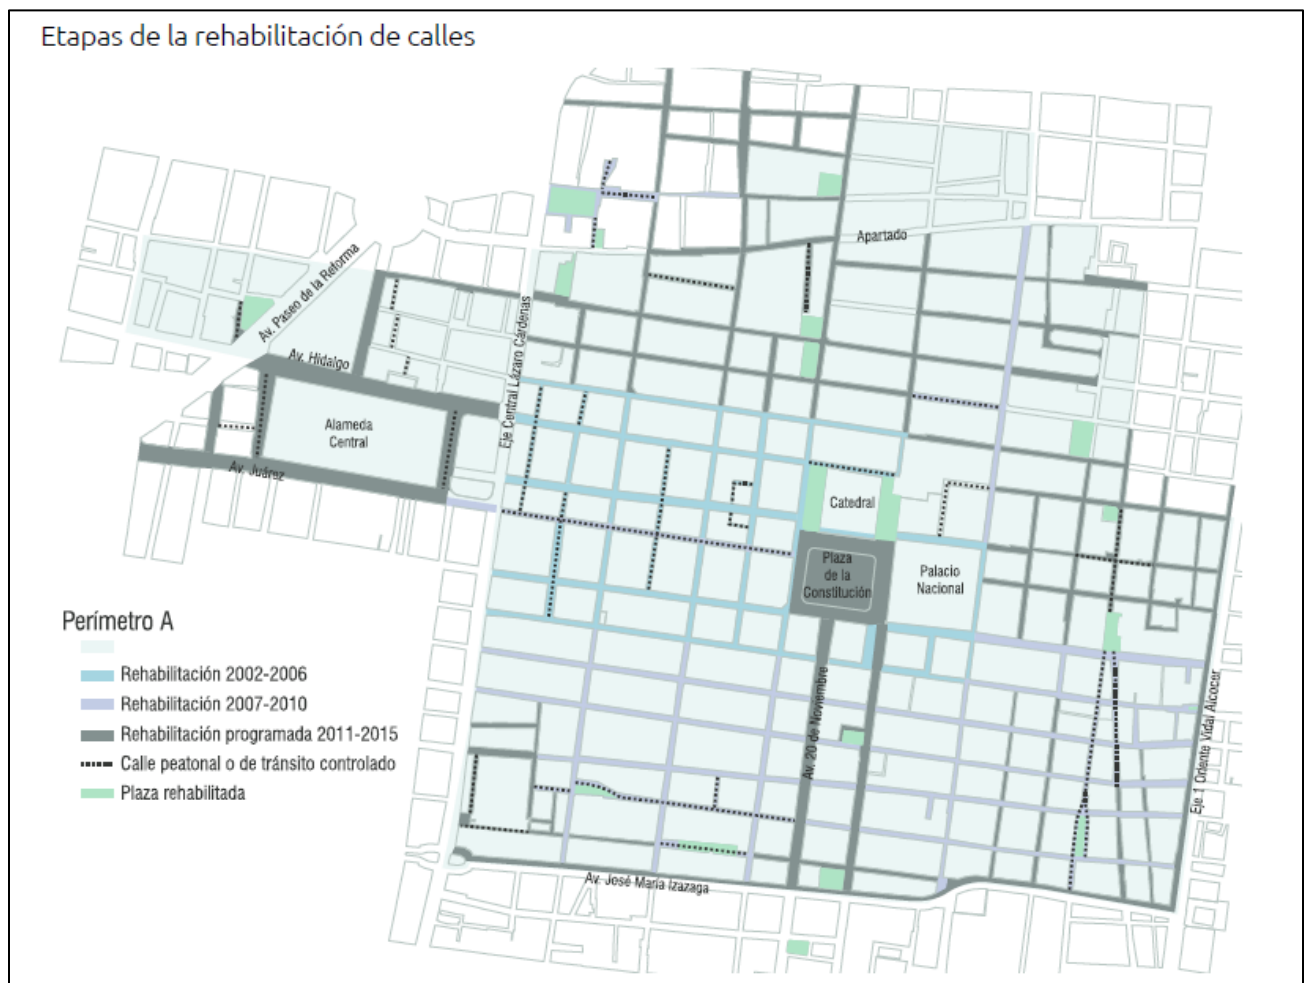 Etapas de la rehabilitación de calles
Apartado
Av. Paseo de la Reforma
Eje Central Lázaro Cárdenas
Av. Hidalgo
Alameda
Central
Av. Juárez
Catedral
Plaza
de la
Constitución
Palacio
Nacional
Perímetro A
Rehabilitación 2002-2006
Rehabilitación 2007-2010
Rehabilitación programada 2011-2015
Calle peatonal o de tránsito controlado
Plaza rehabilitada
Av. 20 de Noviembre
Eje 1 Oriente Vidal Alcocer
Av. José María Izazaga